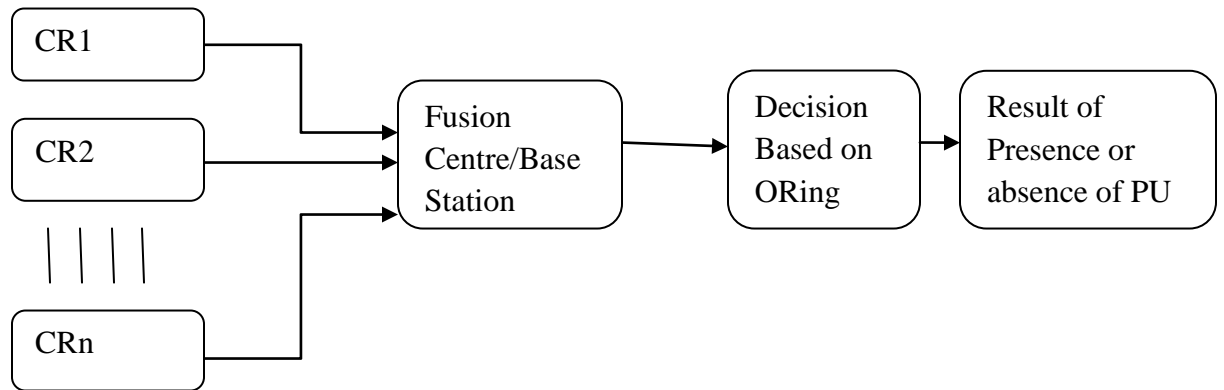 CR1
CR2
CRn
Fusion
Centre/Base
Station
Decision
Based on
ORing
Result of
Presence or
absence of PU